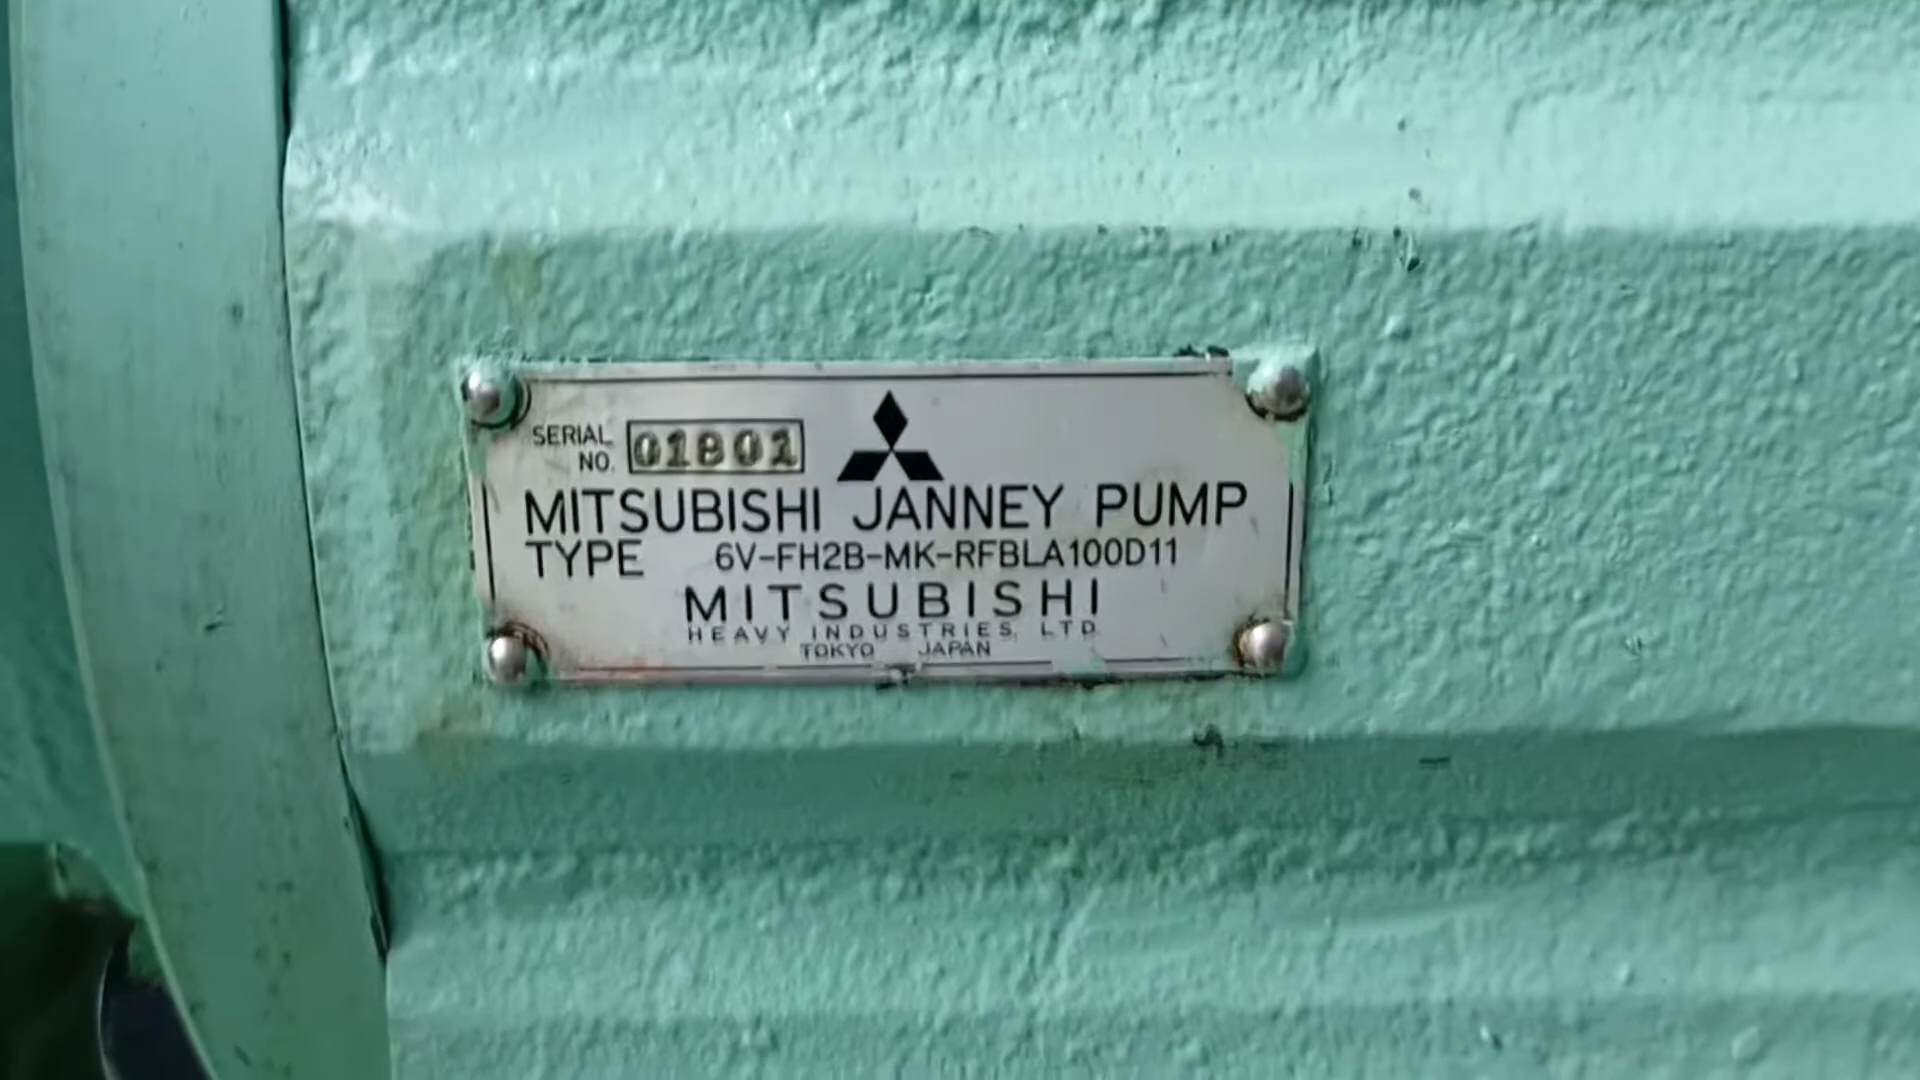 SERIAL NO. 01801
MITSUBISHI JANNEY PUMP
TYPE 6V-FH2B-MK-RFBLA100D11
MITSUBISHI
HEAVY INDUSTRIES, LTD
TOKYO JAPAN